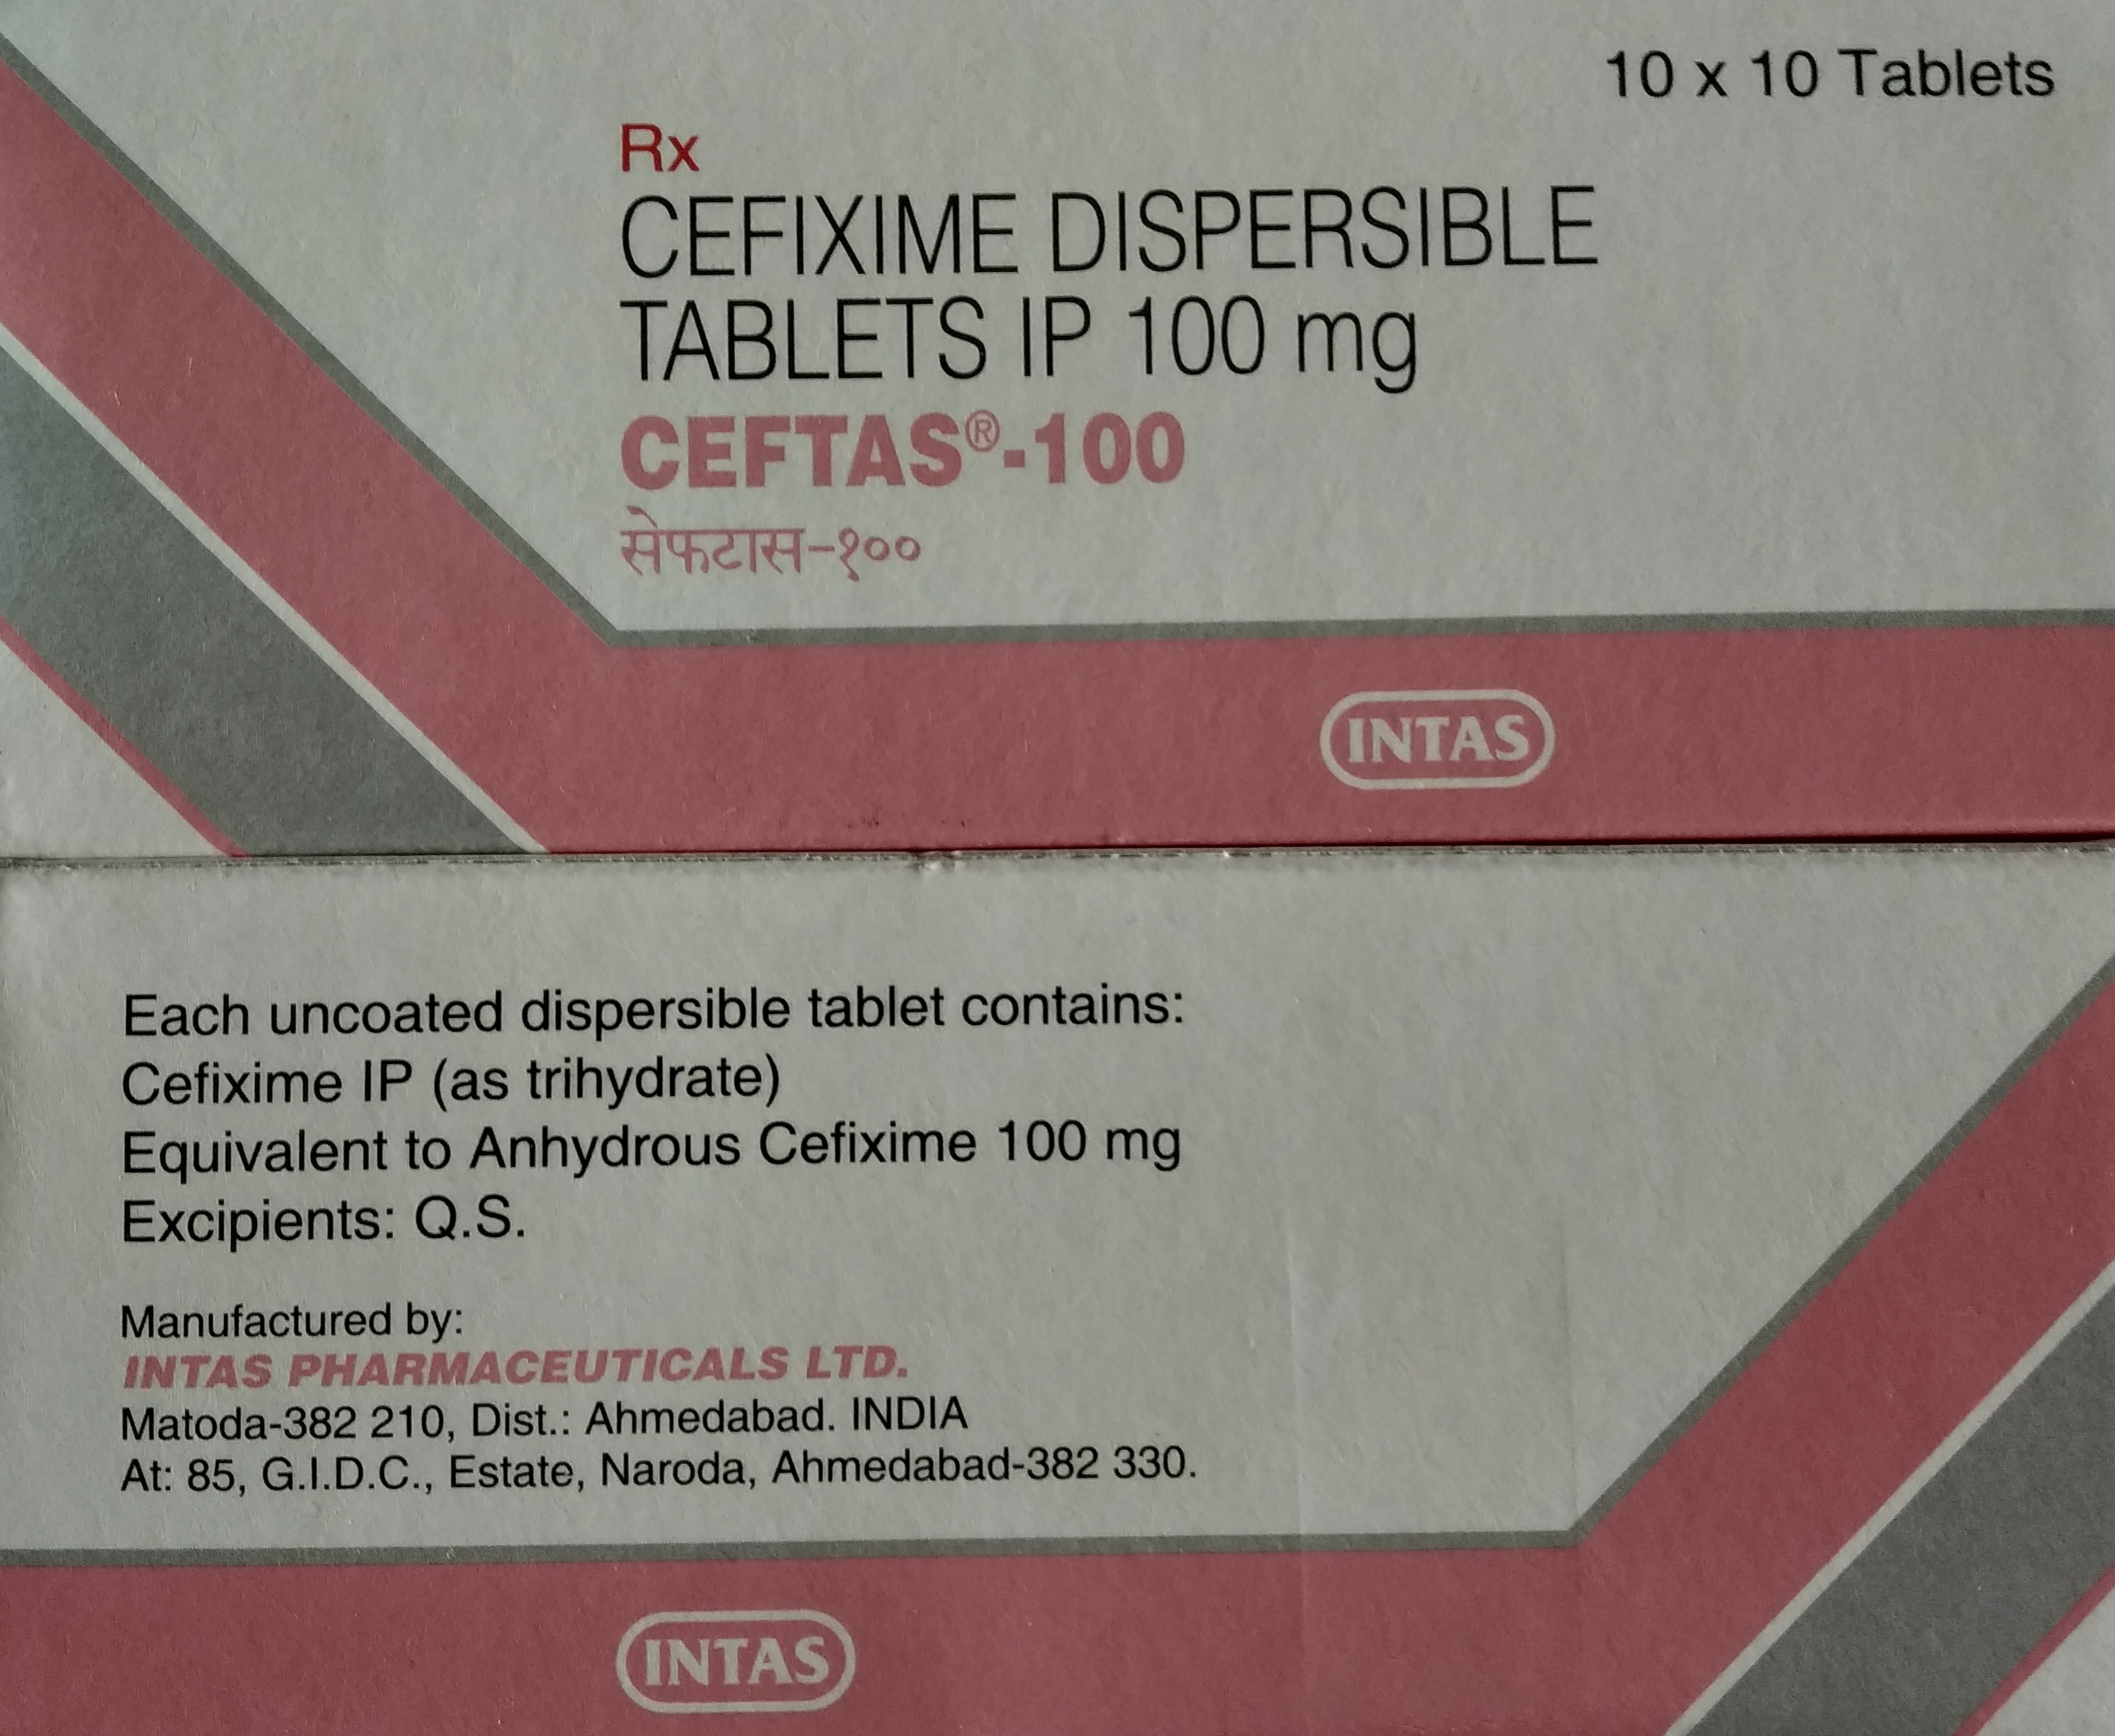 10 x 10 Tablets
Rx
CEFIXIME DISPERSIBLE
TABLETS IP 100 mg
CEFTAS®-100
सेफटास-१००
INTAS
Each uncoated dispersible tablet contains:
Cefixime IP (as trihydrate)
Equivalent to Anhydrous Cefixime 100 mg
Excipients: Q.S.
Manufactured by:
INTAS PHARMACEUTICALS LTD.
Matoda-382 210, Dist.: Ahmedabad. INDIA
At: 85, G.I.D.C., Estate, Naroda, Ahmedabad-382 330.
INTAS